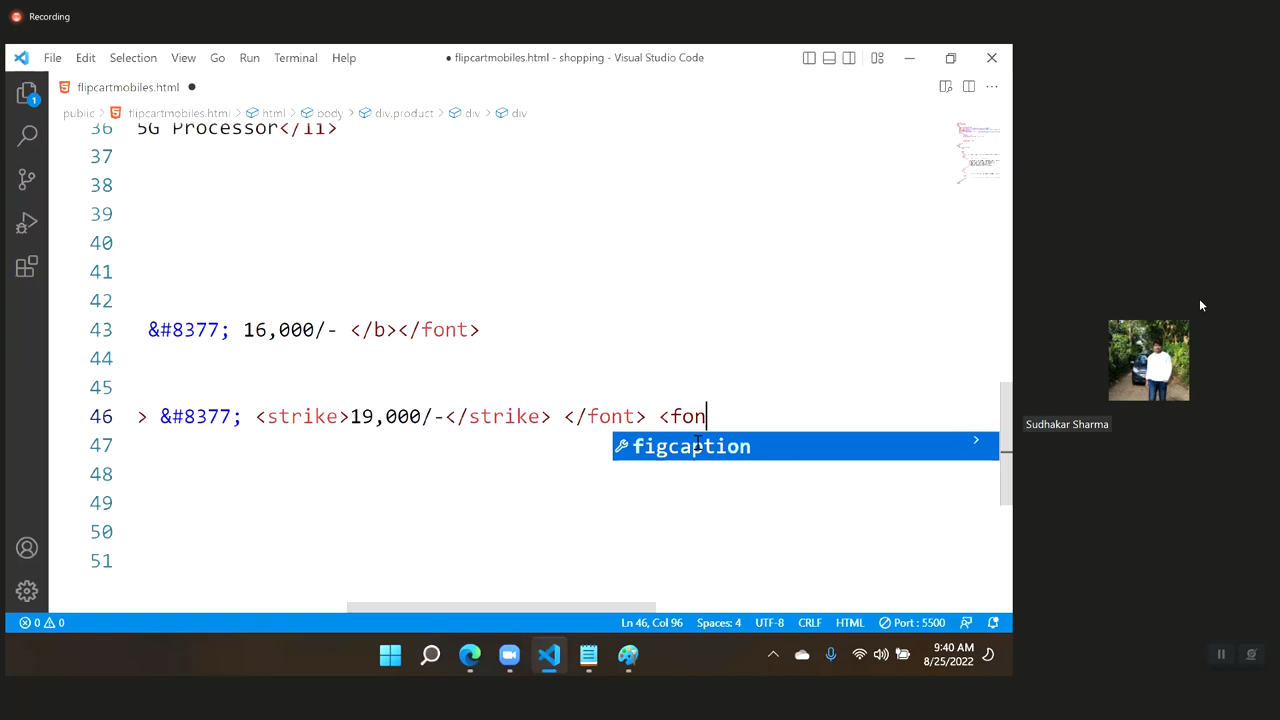 Recording
File Edit Selection View Go Run Terminal Help
● flipcartmobiles.html - shopping - Visual Studio Code
1
flipcartmobiles.html ●
public > flipcartmobiles.html > html > body > div.product > div > div
36 5G Processor</li>
37
38
39
40
41
42
43 &#8377; 16,000/- </b></font>
44
45
46 > &#8377; <strike>19,000/-</strike> </font> <fon
47
figcaption
48
49
50
51
Sudhakar Sharma
0 0 Ln 46, Col 96 Spaces: 4 UTF-8 CRLF HTML Port : 5500
9:40 AM
8/25/2022